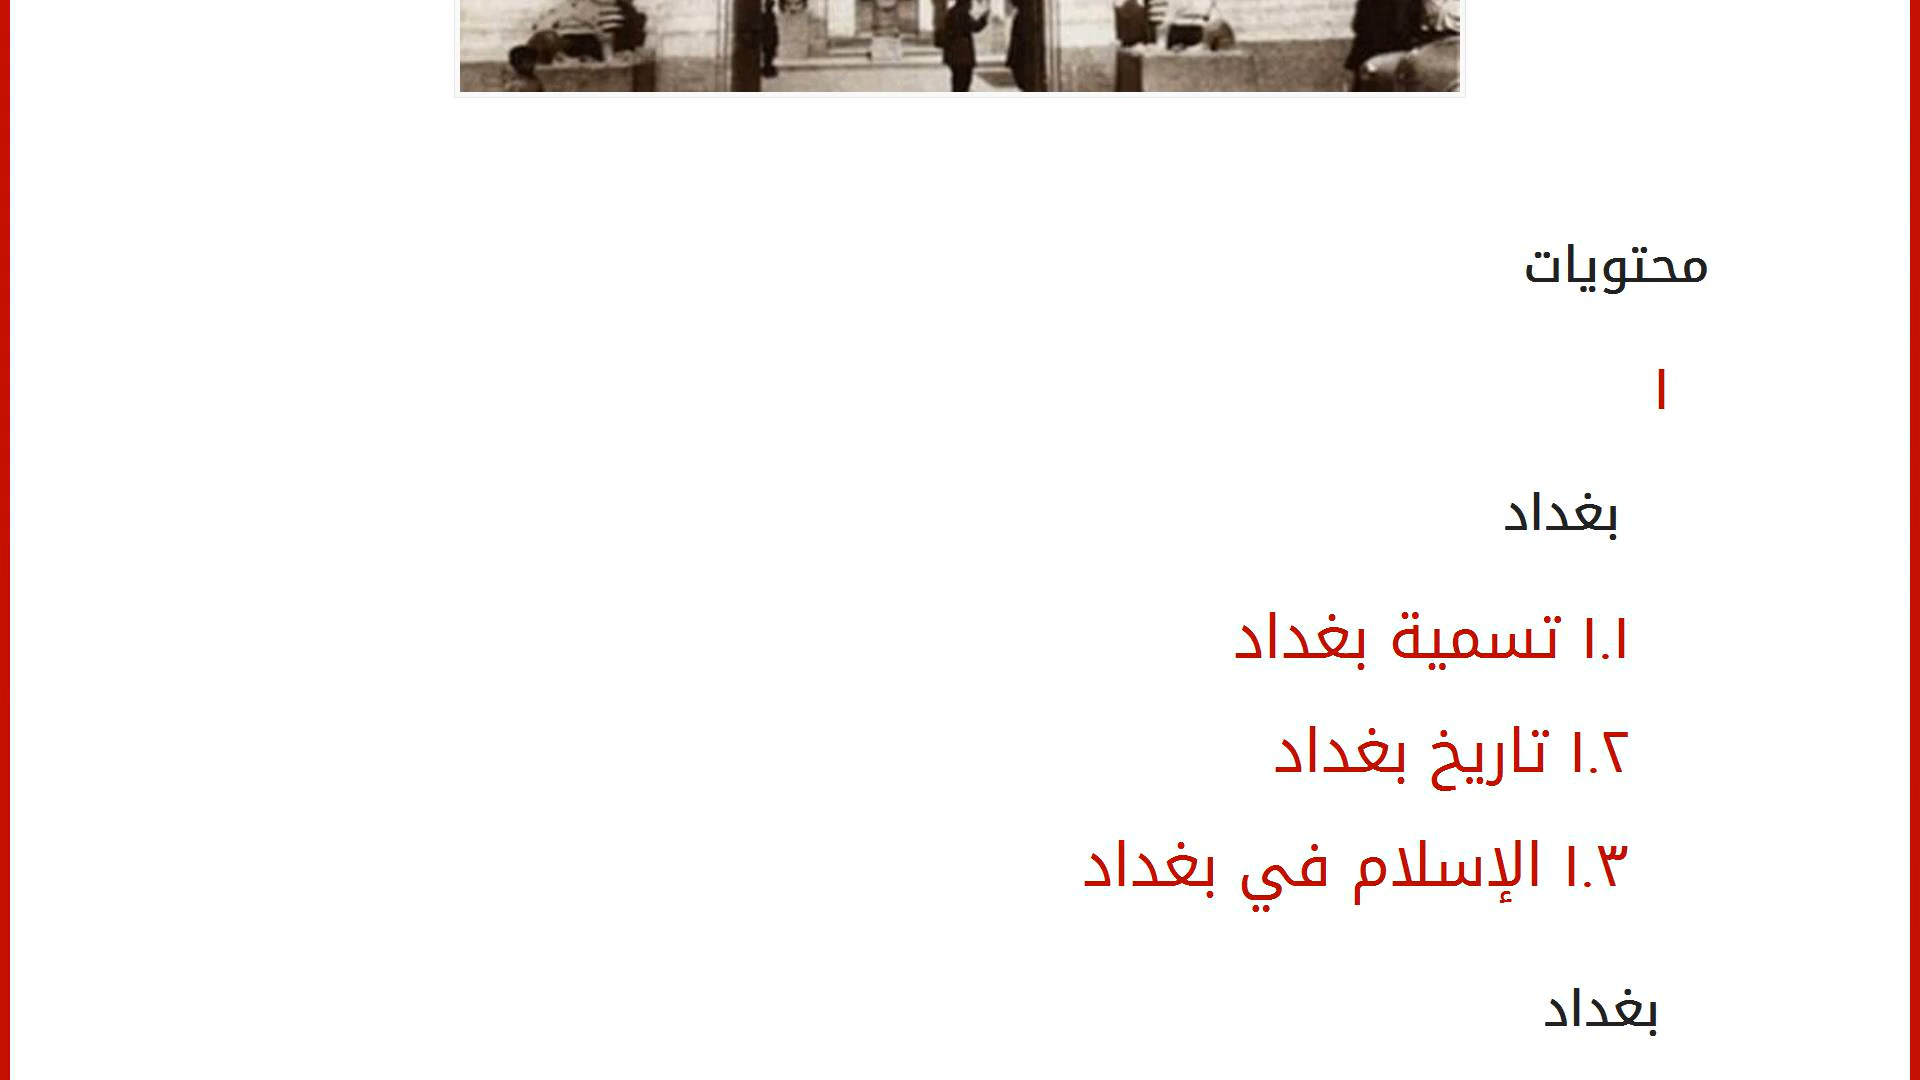 محتويات
١
بغداد
١.١ تسمية بغداد
١.٢ تاريخ بغداد
١.٣ الإسلام في بغداد
بغداد